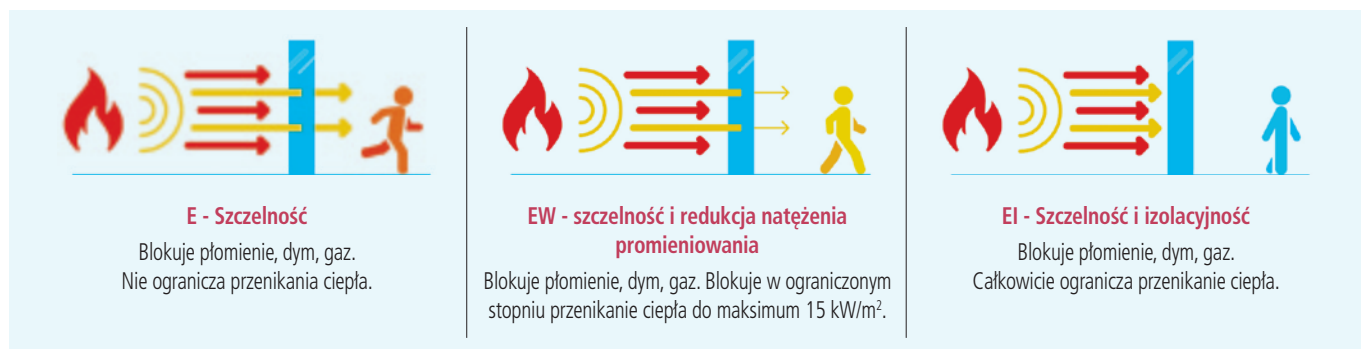 E - Szczelność
Blokuje płomienie, dym, gaz.
Nie ogranicza przenikania ciepła.
EW - szczelność i redukcja natężenia
promieniowania
Blokuje płomienie, dym, gaz. Blokuje w ograniczonym
stopniu przenikanie ciepła do maksimum 15 kW/m².
EI - Szczelność i izolacyjność
Blokuje płomienie, dym, gaz.
Całkowicie ogranicza przenikanie ciepła.